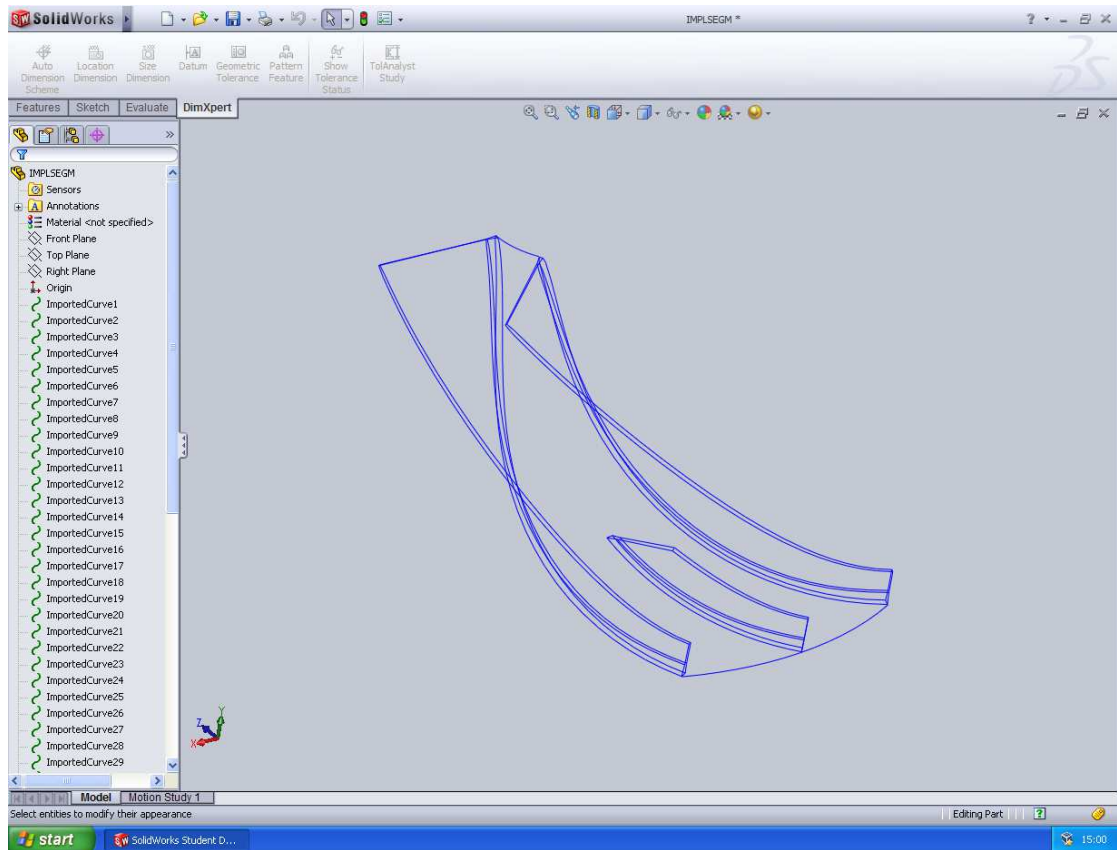 SolidWorks
IMPLSEGM *
Auto Dimension Scheme
Location Dimension
Size Dimension
Datum
Geometric Tolerance
Pattern Feature
Show Tolerance Status
TolAnalyst Study
Features
Sketch
Evaluate
DimXpert
IMPLSEGM
Sensors
Annotations
Material <not specified>
Front Plane
Top Plane
Right Plane
Origin
ImportedCurve1
ImportedCurve2
ImportedCurve3
ImportedCurve4
ImportedCurve5
ImportedCurve6
ImportedCurve7
ImportedCurve8
ImportedCurve9
ImportedCurve10
ImportedCurve11
ImportedCurve12
ImportedCurve13
ImportedCurve14
ImportedCurve15
ImportedCurve16
ImportedCurve17
ImportedCurve18
ImportedCurve19
ImportedCurve20
ImportedCurve21
ImportedCurve22
ImportedCurve23
ImportedCurve24
ImportedCurve25
ImportedCurve26
ImportedCurve27
ImportedCurve28
ImportedCurve29
Y
Z
X
Model
Motion Study 1
Select entities to modify their appearance
Editing Part
start
SolidWorks Student D...
15:00